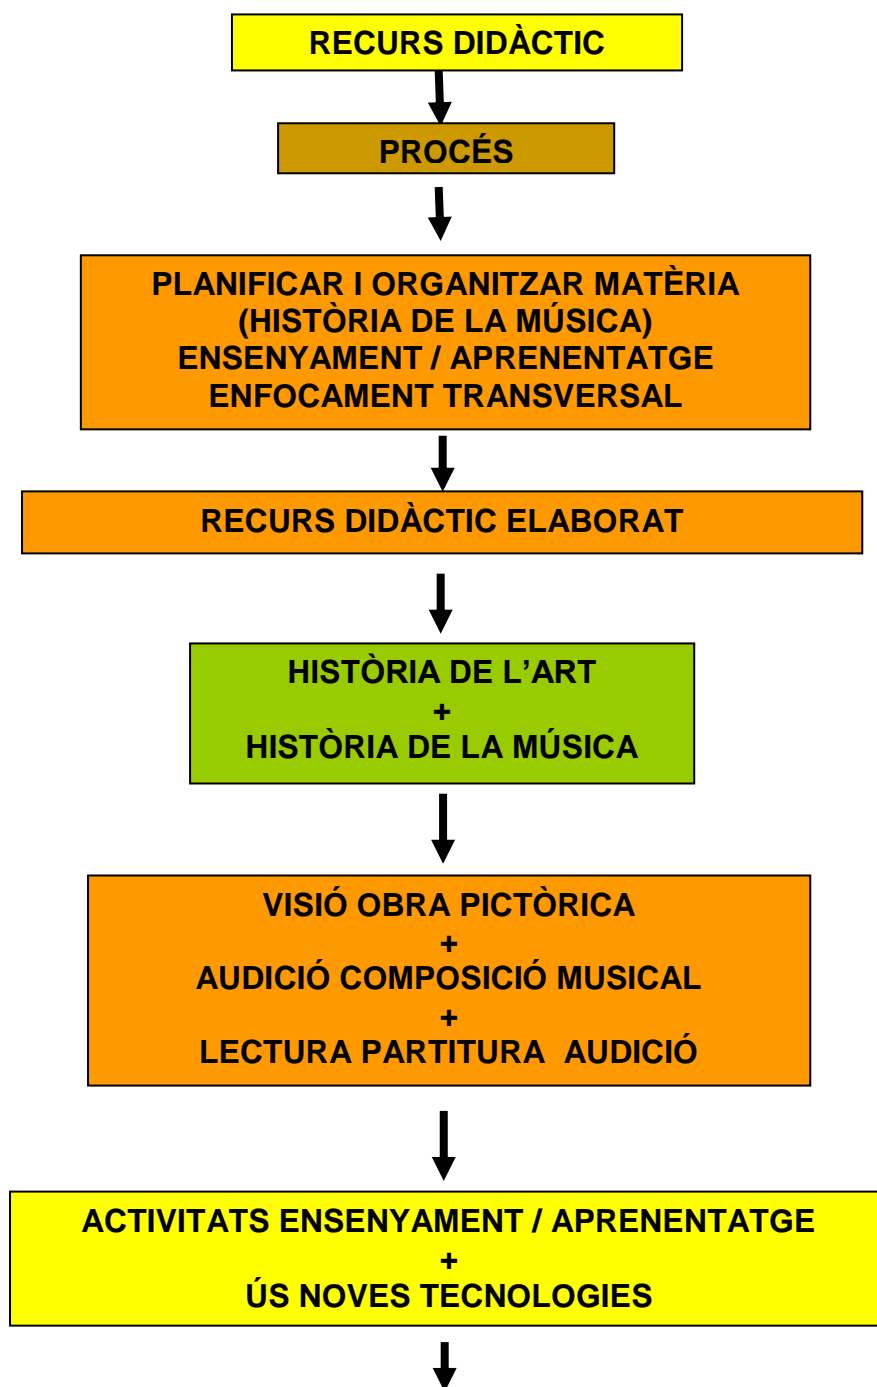 RECURS DIDÀCTIC
PROCÉS
PLANIFICAR I ORGANITZAR MATÈRIA
(HISTÒRIA DE LA MÚSICA)
ENSENYAMENT / APRENENTATGE
ENFOCAMENT TRANSVERSAL
RECURS DIDÀCTIC ELABORAT
HISTÒRIA DE L’ART
+
HISTÒRIA DE LA MÚSICA
VISIÓ OBRA PICTÒRICA
+
AUDICIÓ COMPOSICIÓ MUSICAL
+
LECTURA PARTITURA AUDICIÓ
ACTIVITATS ENSENYAMENT / APRENENTATGE
+
ÚS NOVES TECNOLOGIES